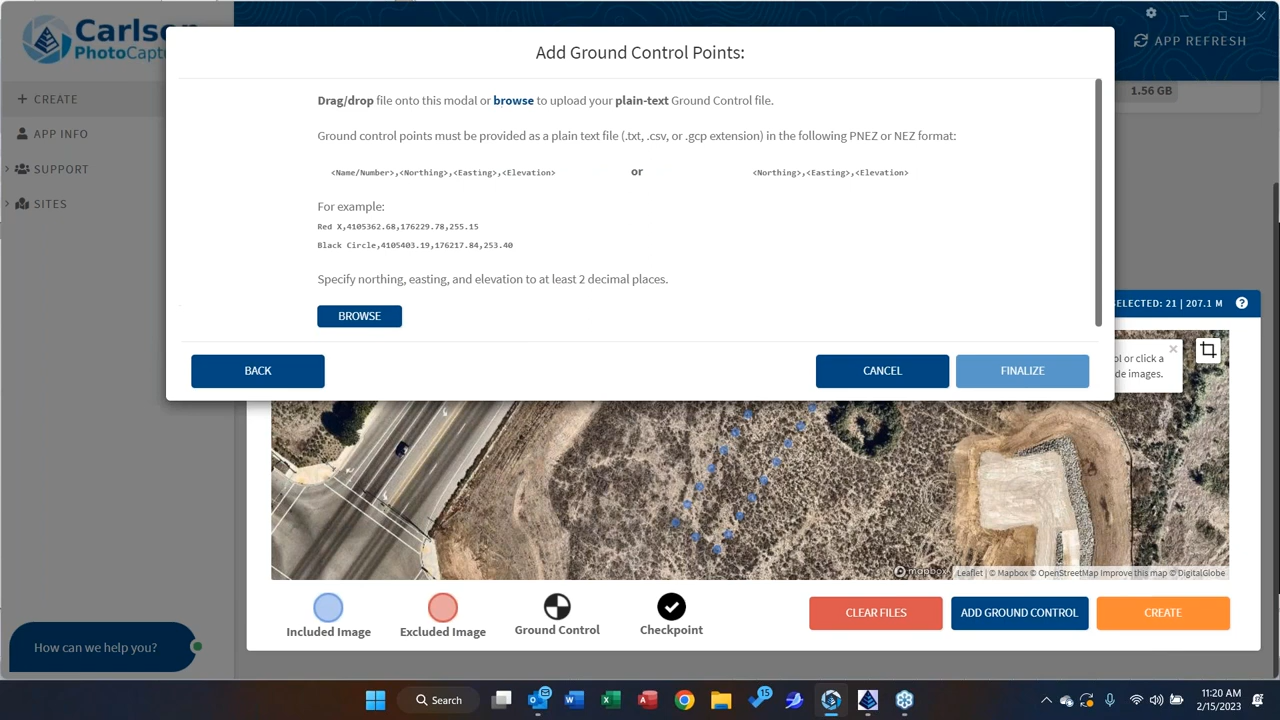 Carlson
PhotoCaptu
APP REFRESH
CREATE
APP INFO
SUPPORT
SITES
1.56 GB
Add Ground Control Points:
Drag/drop file onto this modal or browse to upload your plain-text Ground Control file.
Ground control points must be provided as a plain text file (.txt, .csv, or .gcp extension) in the following PNEZ or NEZ format:
<Name/Number>,<Northing>,<Easting>,<Elevation> or <Northing>,<Easting>,<Elevation>
For example:
Red X,4105362.68,176229.78,255.15
Black Circle,4105403.19,176217.84,253.40
Specify northing, easting, and elevation to at least 2 decimal places.
BROWSE
BACK
CANCEL
FINALIZE
ELECTED: 21 | 207.1 M
ol or click a
de images.
mapbox
Leaflet | © Mapbox © OpenStreetMap Improve this map © DigitalGlobe
Included Image
Excluded Image
Ground Control
Checkpoint
CLEAR FILES
ADD GROUND CONTROL
CREATE
How can we help you?
Search
15
11:20 AM
2/15/2023